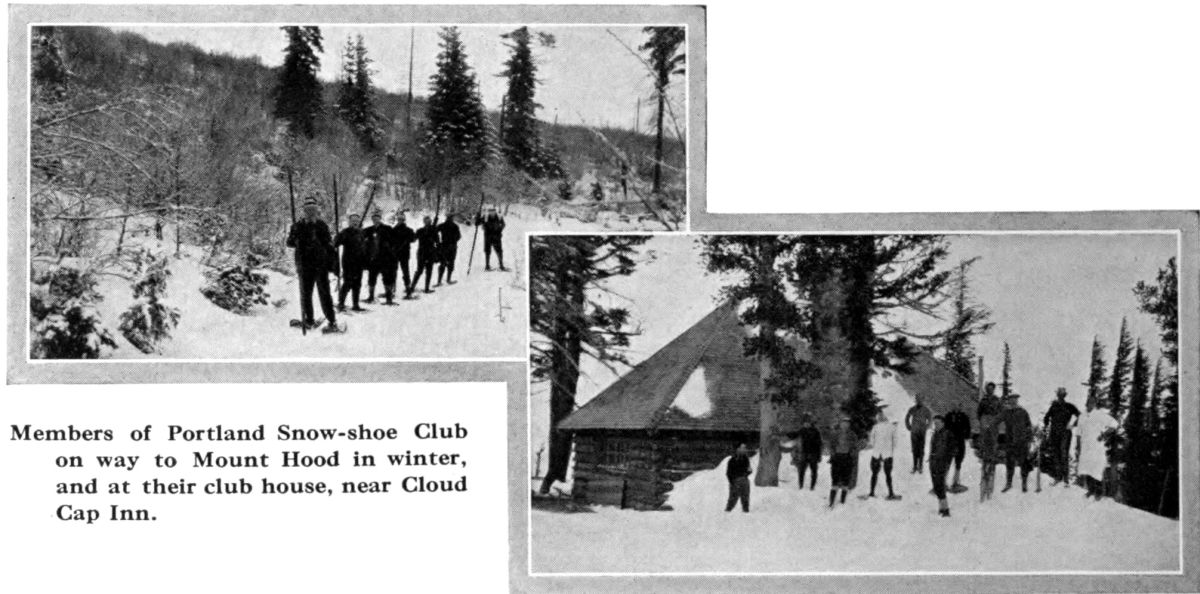 Members of Portland Snow-shoe Club
on way to Mount Hood in winter,
and at their club house, near Cloud
Cap Inn.